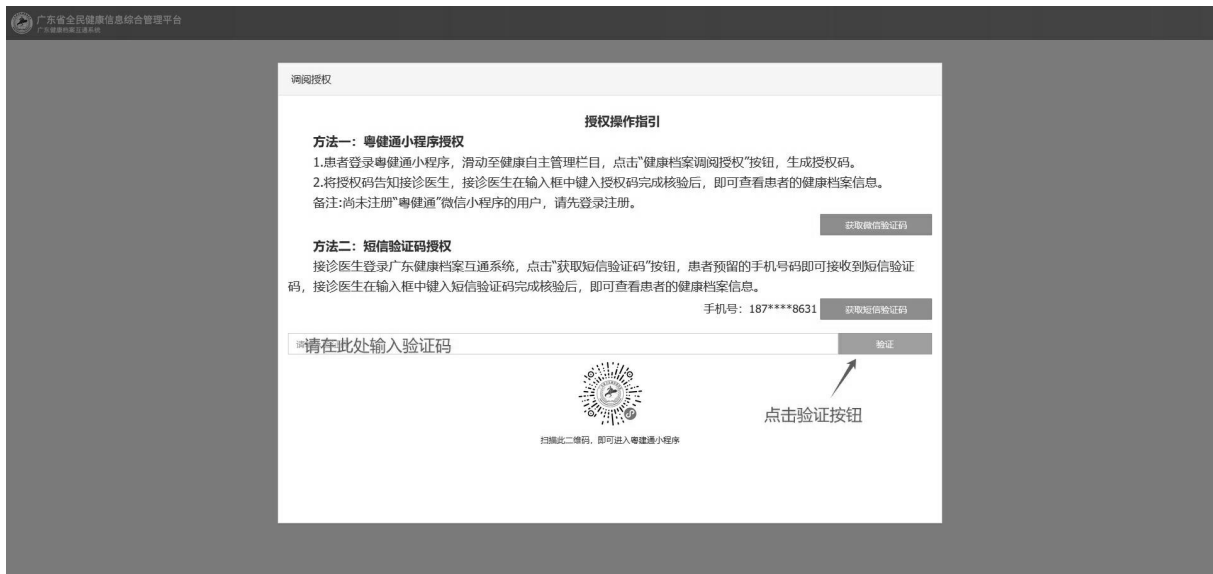 广东省全民健康信息综合管理平台
广东健康档案互通系统
调阅授权
授权操作指引
方法一：粤健通小程序授权
1.患者登录粤健通小程序，滑动至健康自主管理栏目，点击“健康档案调阅授权”按钮，生成授权码。
2.将授权码告知接诊医生，接诊医生在输入框中键入授权码完成核验后，即可查看患者的健康档案信息。
备注:尚未注册“粤健通”微信小程序的用户，请先登录注册。
获取微信验证码
方法二：短信验证码授权
接诊医生登录广东健康档案互通系统，点击“获取短信验证码”按钮，患者预留的手机号码即可接收到短信验证
码，接诊医生在输入框中键入短信验证码完成核验后，即可查看患者的健康档案信息。
手机号：187****8631 获取短信验证码
请在此处输入验证码 验证
点击验证按钮
扫描此二维码，即可进入粤建通小程序